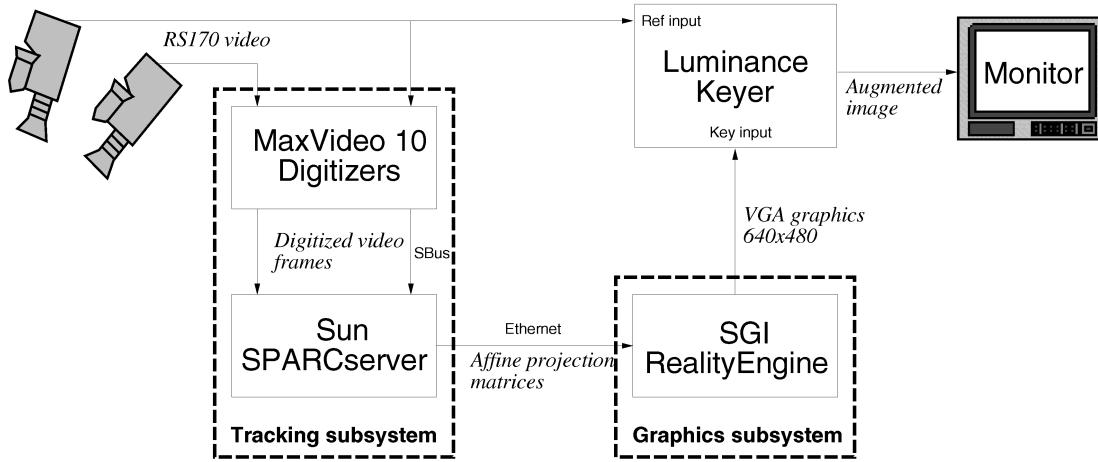 RS170 video
Ref input
Luminance
Keyer
Key input
Augmented
image
Monitor
MaxVideo 10
Digitizers
Digitized video
frames
SBus
VGA graphics
640x480
Sun
SPARCserver
Ethernet
Affine projection
matrices
SGI
RealityEngine
Tracking subsystem
Graphics subsystem